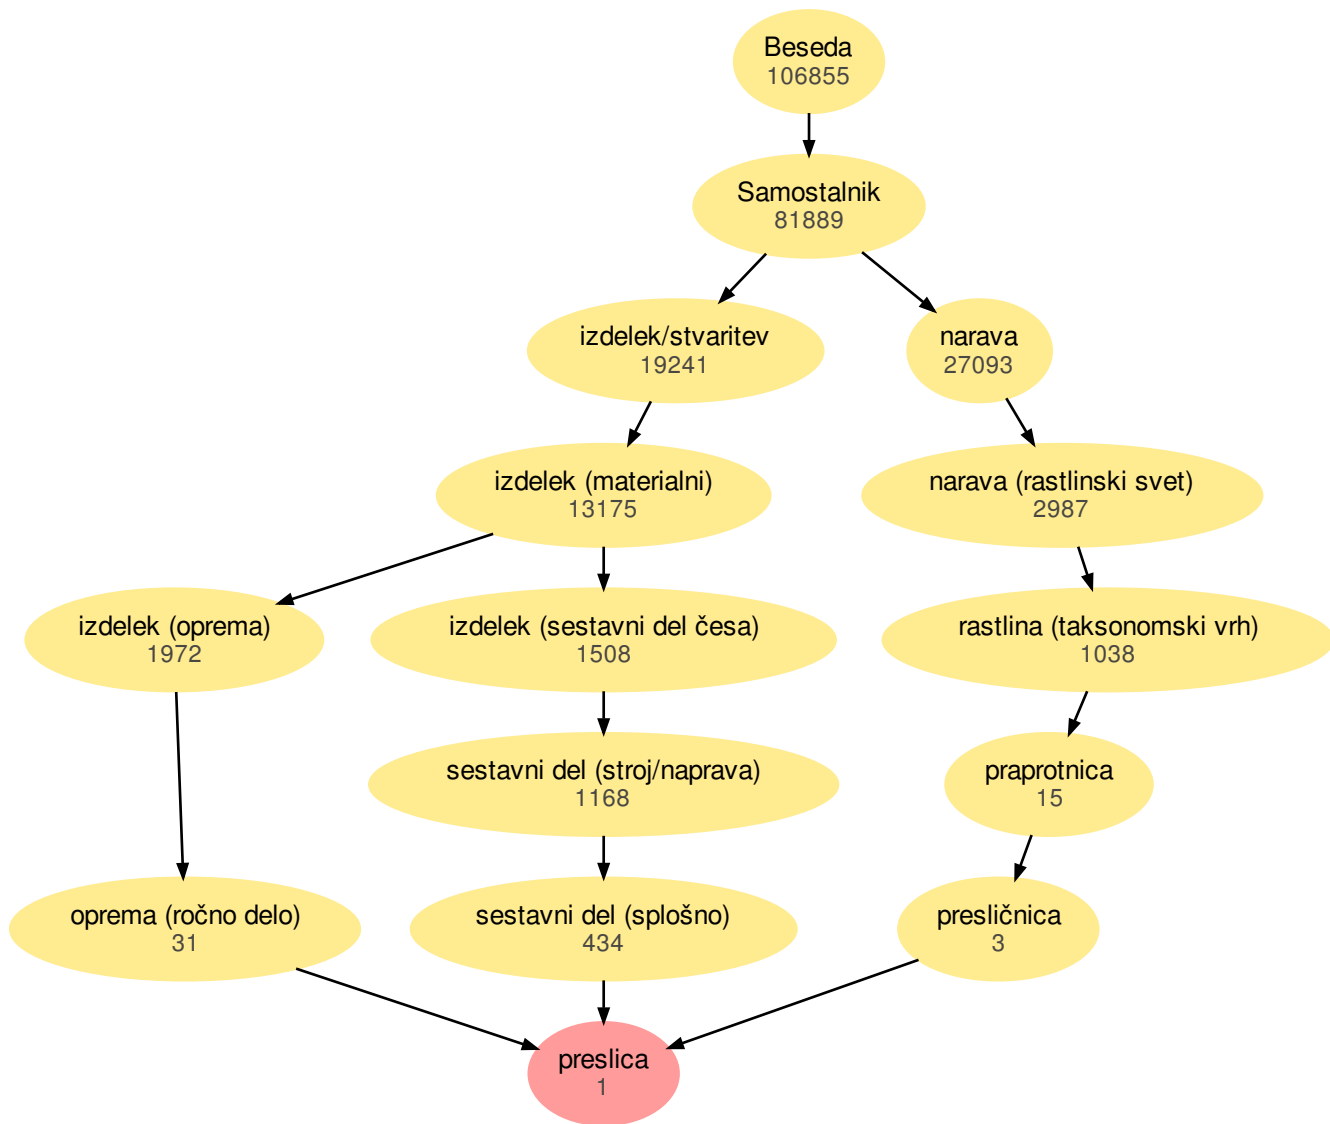 Beseda
106855
Samostalnik
81889
izdelek/stvaritev
19241
narava
27093
izdelek (materialni)
13175
narava (rastlinski svet)
2987
izdelek (oprema)
1972
izdelek (sestavni del česa)
1508
rastlina (taksonomski vrh)
1038
sestavni del (stroj/naprava)
1168
praprotnica
15
oprema (ročno delo)
31
sestavni del (splošno)
434
presličnica
3
preslica
1